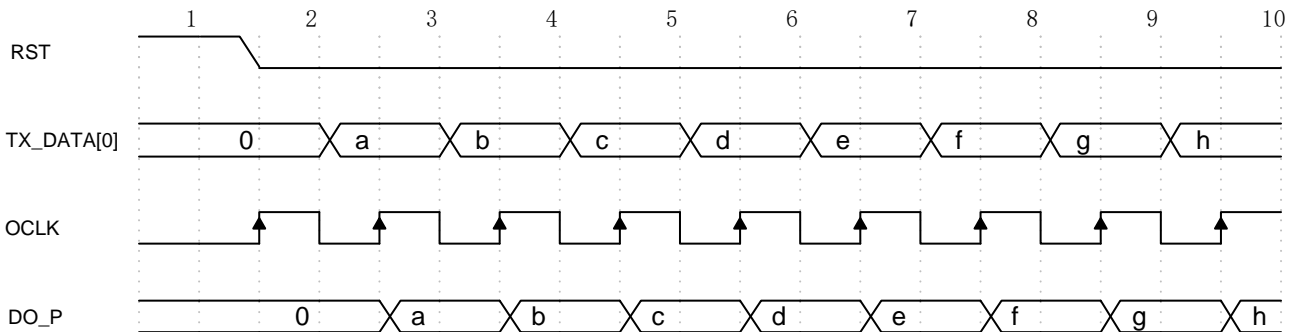 1 2 3 4 5 6 7 8 9 10
RST
TX_DATA[0] 0 a b c d e f g h
OCLK
DO_P 0 a b c d e f g h